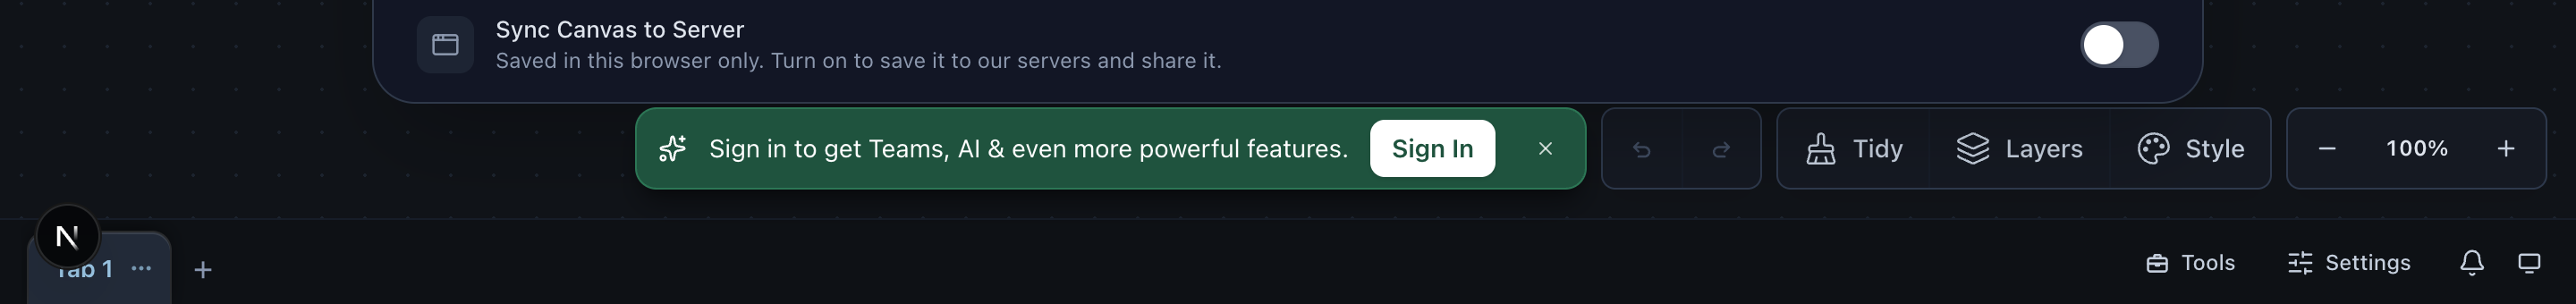 Sync Canvas to Server
Saved in this browser only. Turn on to save it to our servers and share it.
Sign in to get Teams, AI & even more powerful features. Sign In
Tidy Layers Style 100%
N
Tab 1
Tools Settings